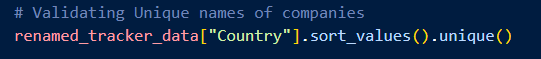 # Validating Unique names of companies
renamed_tracker_data["Country"].sort_values().unique()